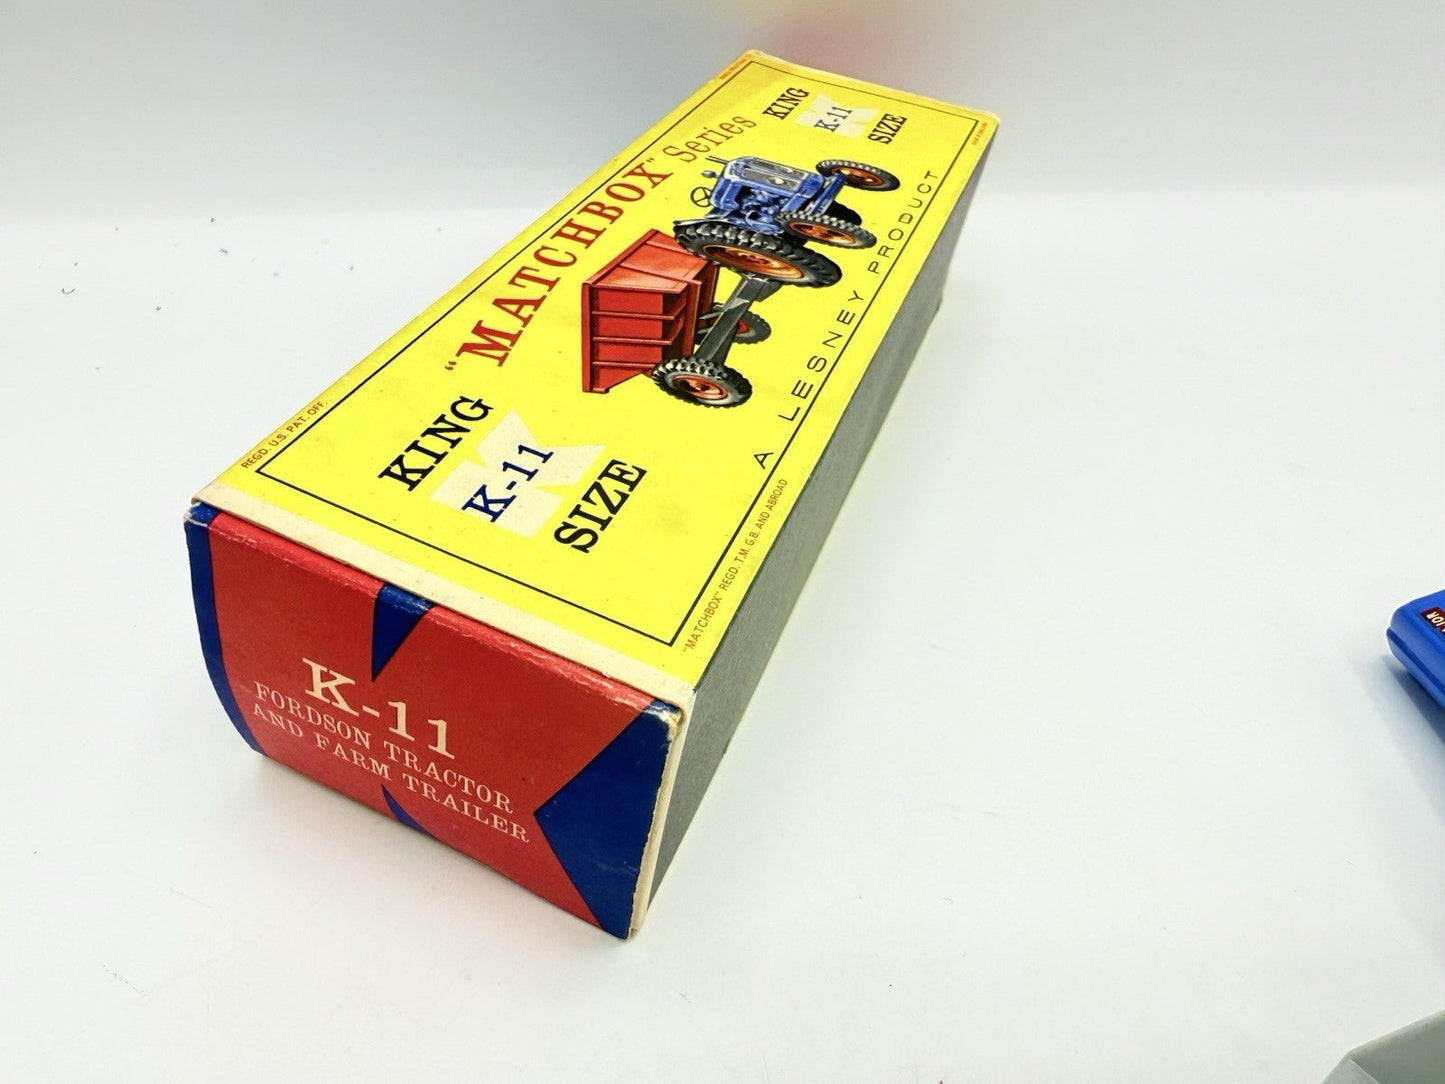 "MATCHBOX" Series
KING
K-11
SIZE
KING
K-11
SIZE
A LESNEY PRODUCT
REGD. U.S. PAT. OFF.
"MATCHBOX" REGD. T.M. G.B. AND ABROAD
K-11
FORDSON TRACTOR
AND FARM TRAILER